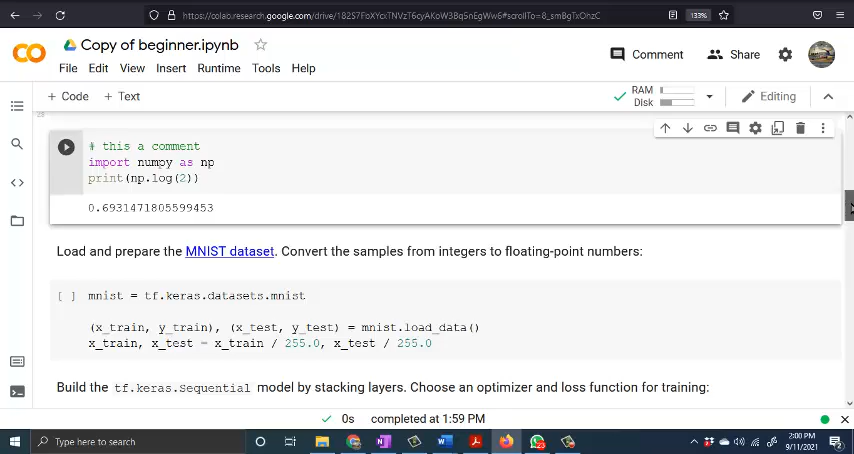 https://colab.research.google.com/drive/182S7FoXYcxTNVzT6cyAKoW3Bq5nEgWw6#scrollTo=8_smBgTxOhzC
133%
Copy of beginner.ipynb
Comment
Share
File Edit View Insert Runtime Tools Help
+ Code + Text
RAM
Disk
Editing
# this a comment
import numpy as np
print(np.log(2))
0.6931471805599453
Load and prepare the MNIST dataset. Convert the samples from integers to floating-point numbers:
[ ] mnist = tf.keras.datasets.mnist
(x_train, y_train), (x_test, y_test) = mnist.load_data()
x_train, x_test = x_train / 255.0, x_test / 255.0
Build the tf.keras.Sequential model by stacking layers. Choose an optimizer and loss function for training:
0s completed at 1:59 PM
Type here to search
2:00 PM
9/11/2021